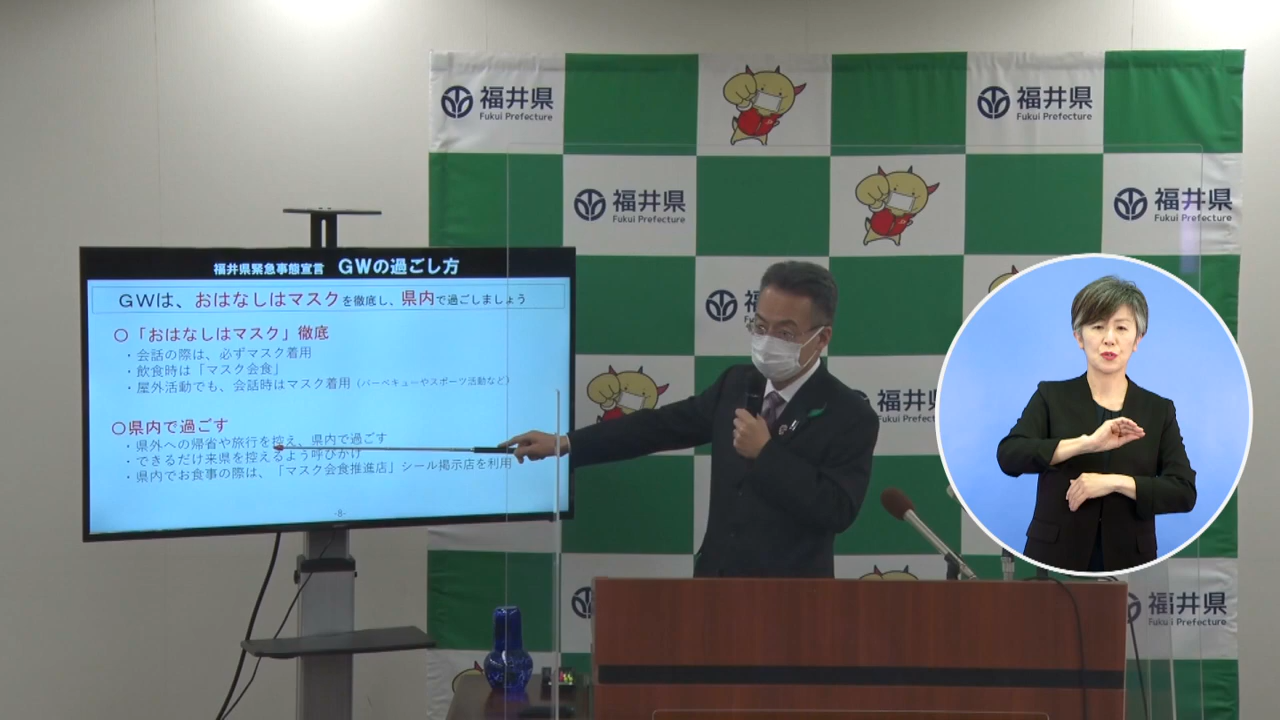 福井県
Fukui Prefecture
福井県
Fukui Prefecture
福井県
Fukui Prefecture
福井県
Fukui Prefecture
福井県緊急事態宣言 GWの過ごし方
GWは、おはなしはマスクを徹底し、県内で過ごしましょう
〇「おはなしはマスク」徹底
・会話の際は、必ずマスク着用
・飲食時は「マスク会食」
・屋外活動でも、会話時はマスク着用（バーベキューやスポーツ活動など）
〇県内で過ごす
・県外への帰省や旅行を控え、県内で過ごす
・できるだけ来県を控えるよう呼びかけ
・県内でお食事の際は、「マスク会食推進店」シール掲示店を利用
-8-
福井県
Fukui Prefecture
福井県
Fukui Prefecture